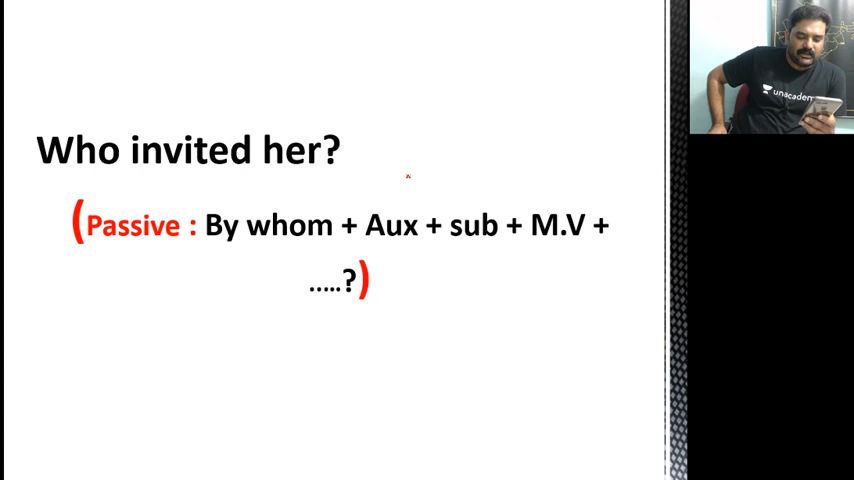 Who invited her?
(Passive : By whom + Aux + sub + M.V +
.....?)
unacadem